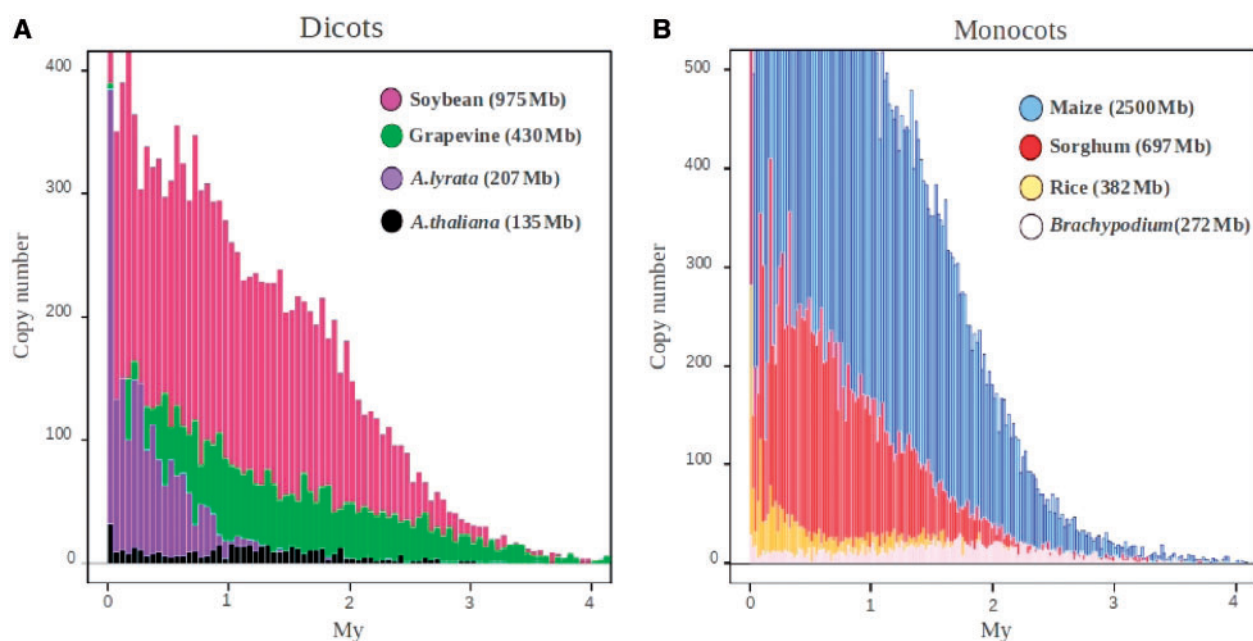 A
Dicots
400
300
200
100
0
Copy number
Soybean (975 Mb)
Grapevine (430 Mb)
A.lyrata (207 Mb)
A.thaliana (135 Mb)
0 1 2 3 4
My
B
Monocots
500
400
300
200
100
0
Copy number
Maize (2500 Mb)
Sorghum (697 Mb)
Rice (382 Mb)
Brachypodium(272 Mb)
0 1 2 3 4
My